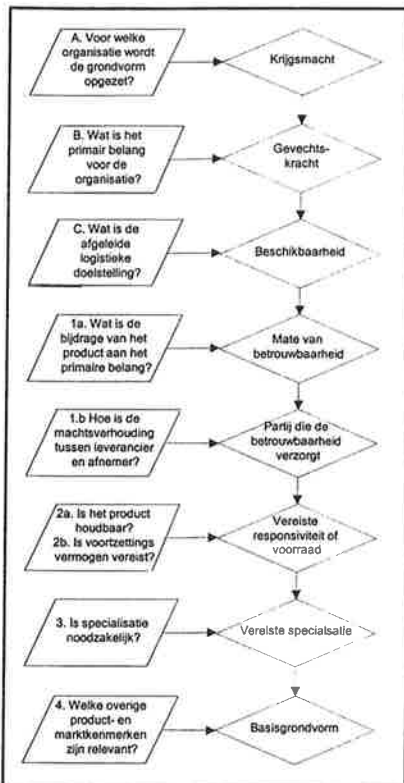 A. Voor welke
organisatie wordt
de grondvorm
opgezet?
Krijgsmacht
B. Wat is het
primair belang
voor de
organisatie?
Gevechts-
kracht
C. Wat is de
afgeleide
logistieke
doelstelling?
Beschikbaarheid
1a. Wat is de
bijdrage van het
product aan het
primaire belang?
Mate van
betrouwbaarheid
1.b Hoe is de
machtsverhouding
tussen leverancier
en afnemer?
Partij die de
betrouwbaarheid
verzorgt
2a. Is het product
houdbaar?
2b. Is voortzettings
vermogen vereist?
Vereiste
responsiviteit of
voorraad
3. Is specialisatie
noodzakelijk?
Vereiste specialsatie
4. Welke overige
product- en
marktkenmerken
zijn relevant?
Basisgrondvorm